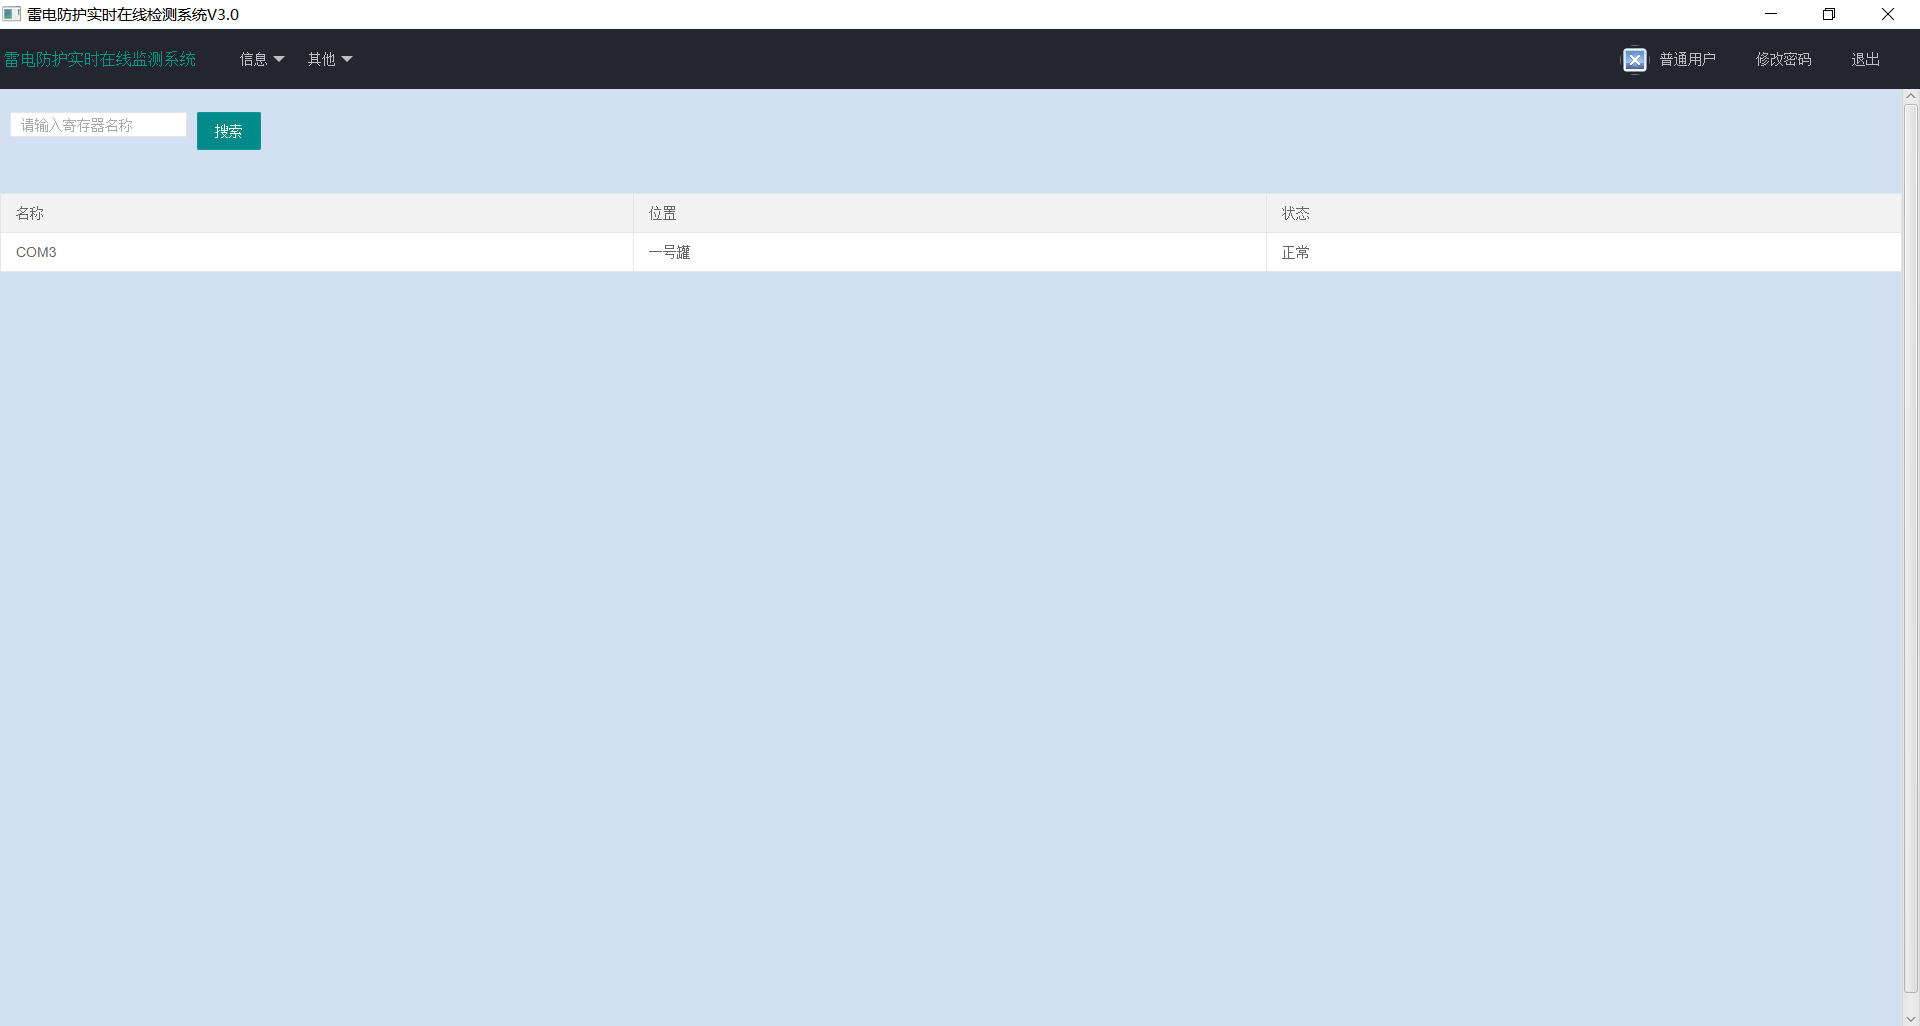 雷电防护实时在线检测系统V3.0
雷电防护实时在线监测系统 信息 其他 普通用户 修改密码 退出
请输入寄存器名称 搜索
名称 位置 状态
COM3 一号罐 正常